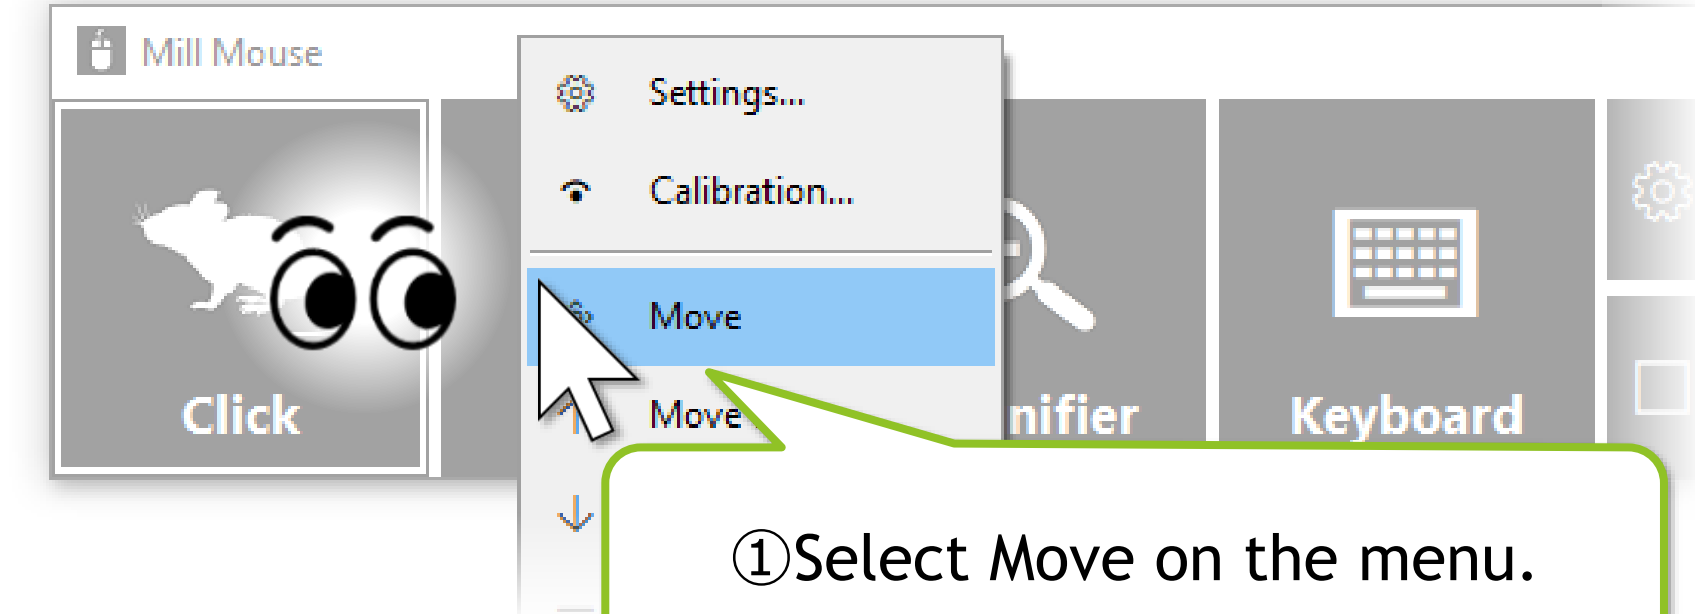 Mill Mouse
Settings...
Calibration...
Move
Move
Click
nifier
Keyboard
①Select Move on the menu.